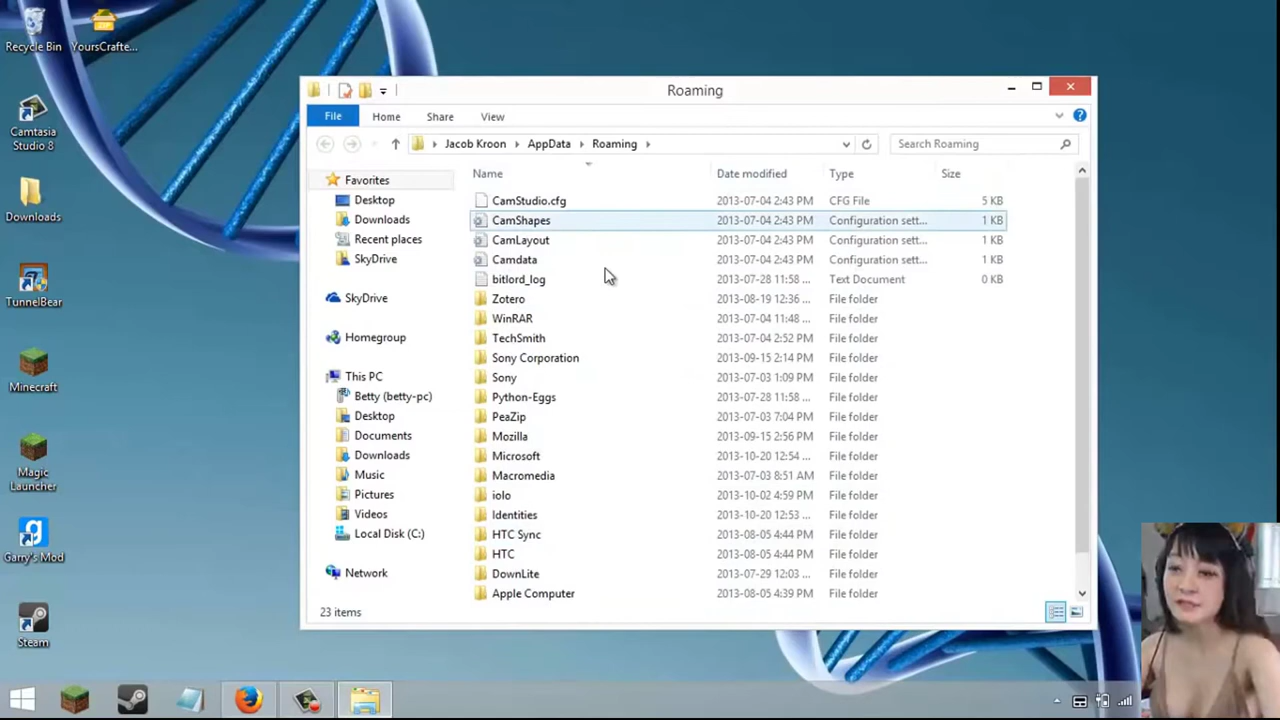 Recycle Bin
YoursCrafte...
Camtasia
Studio 8
Downloads
TunnelBear
Minecraft
Magic
Launcher
Garry's Mod
Steam
Roaming
File
Home
Share
View
Jacob Kroon
AppData
Roaming
Search Roaming
Favorites
Desktop
Downloads
Recent places
SkyDrive
SkyDrive
Homegroup
This PC
Betty (betty-pc)
Desktop
Documents
Downloads
Music
Pictures
Videos
Local Disk (C:)
Network
Name Date modified Type Size
CamStudio.cfg 2013-07-04 2:43 PM CFG File 5 KB
CamShapes 2013-07-04 2:43 PM Configuration sett... 1 KB
CamLayout 2013-07-04 2:43 PM Configuration sett... 1 KB
Camdata 2013-07-04 2:43 PM Configuration sett... 1 KB
bitlord_log 2013-07-28 11:58 ... Text Document 0 KB
Zotero 2013-08-19 12:36 ... File folder
WinRAR 2013-07-04 11:48 ... File folder
TechSmith 2013-07-04 2:52 PM File folder
Sony Corporation 2013-09-15 2:14 PM File folder
Sony 2013-07-03 1:09 PM File folder
Python-Eggs 2013-07-28 11:58 ... File folder
PeaZip 2013-07-03 7:04 PM File folder
Mozilla 2013-09-15 2:56 PM File folder
Microsoft 2013-10-20 12:54 ... File folder
Macromedia 2013-07-03 8:51 AM File folder
iolo 2013-10-02 4:59 PM File folder
Identities 2013-10-20 12:53 ... File folder
HTC Sync 2013-08-05 4:44 PM File folder
HTC 2013-08-05 4:44 PM File folder
DownLite 2013-07-29 12:03 ... File folder
Apple Computer 2013-08-05 4:39 PM File folder
23 items